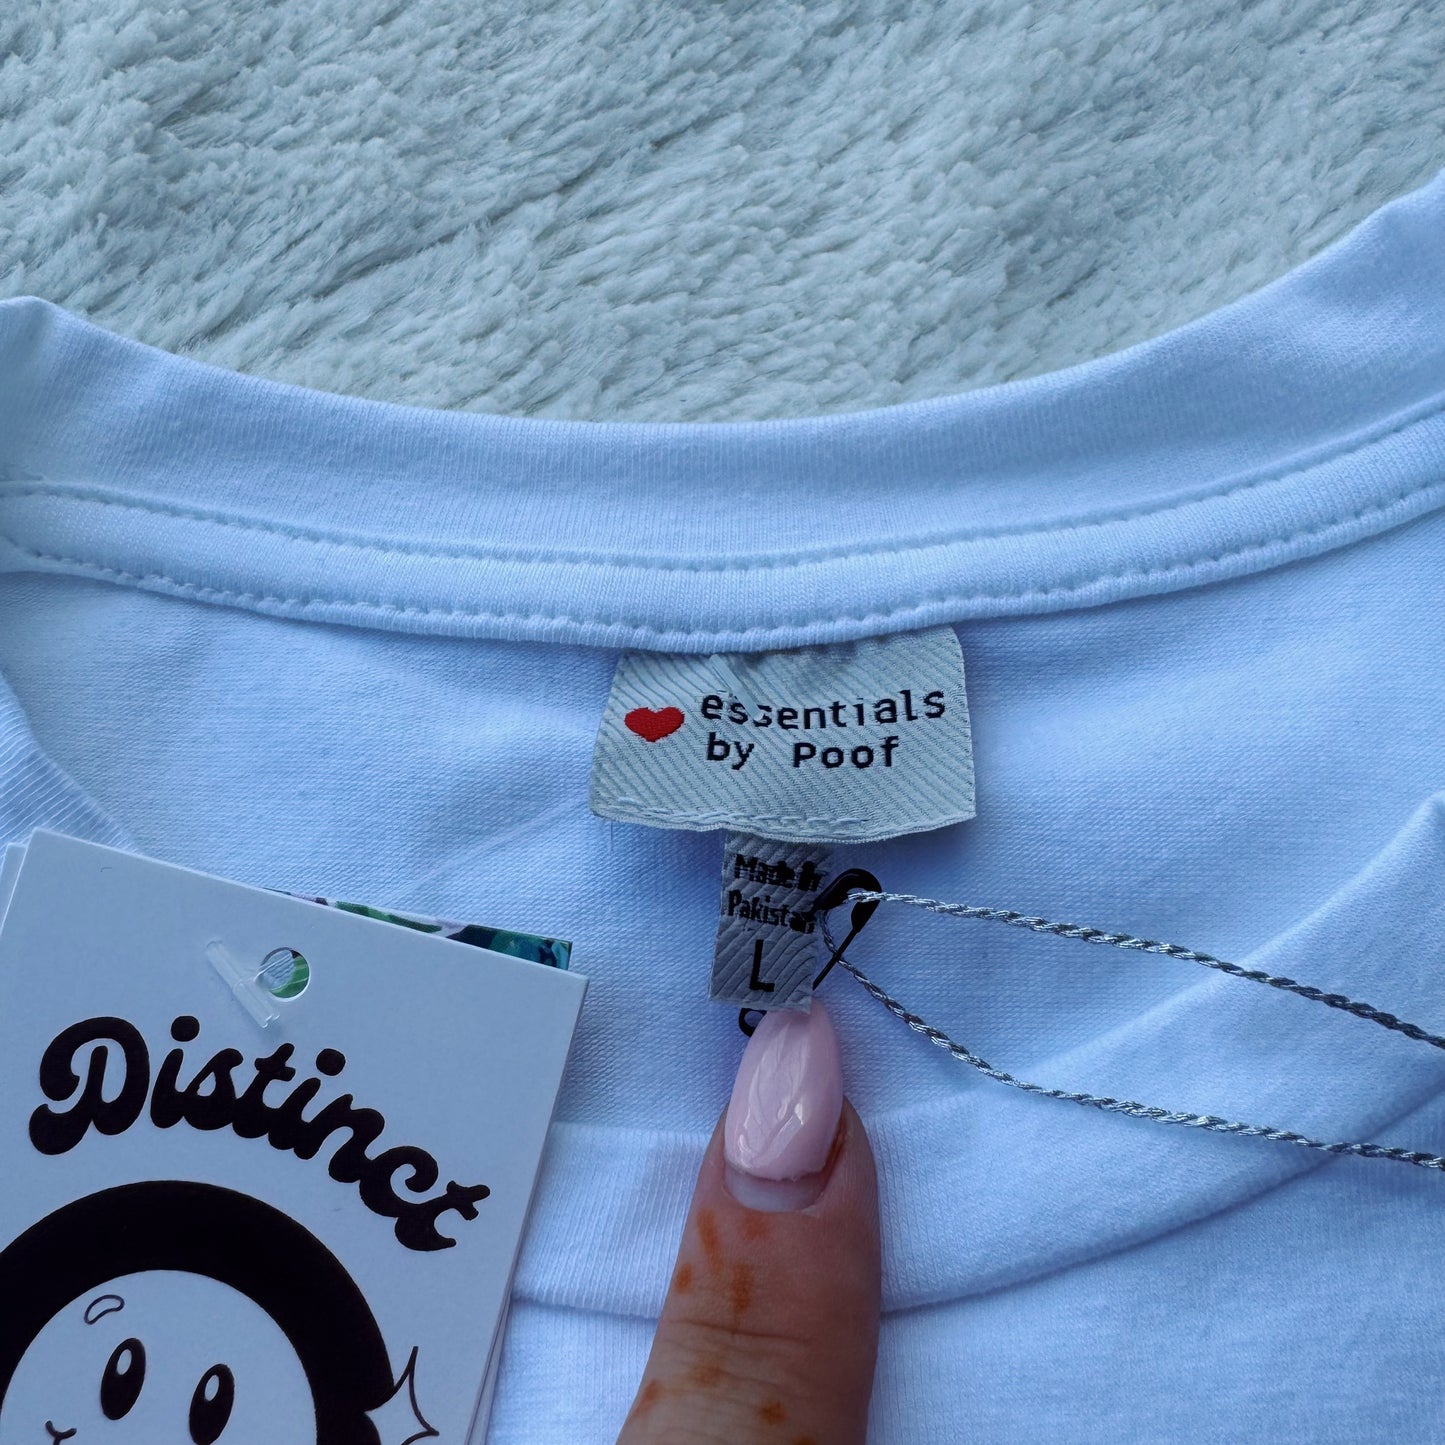 essentials
by Poof
Made in
Pakistan
L
Distinct